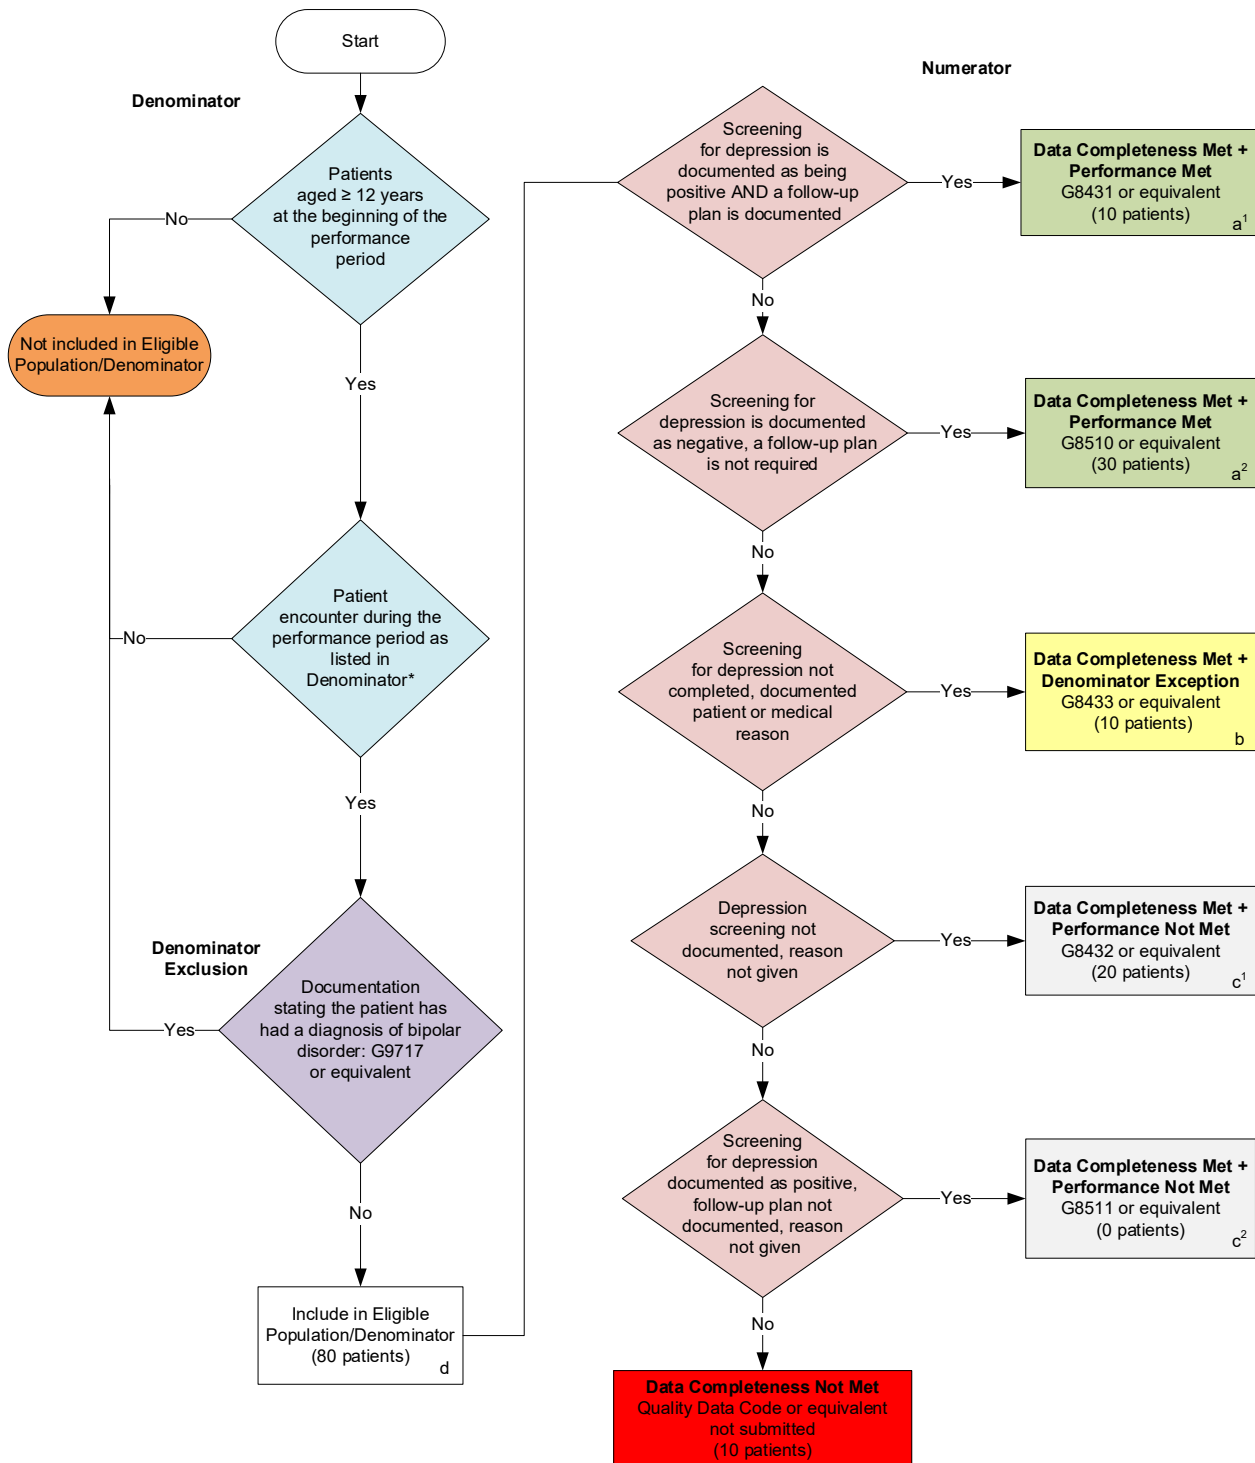 Start
Denominator
Patients
aged ≥ 12 years
at the beginning of the
performance
period
No
Not included in Eligible
Population/Denominator
Yes
Patient
encounter during the
performance period as
listed in
Denominator*
No
Yes
Denominator
Exclusion
Documentation
stating the patient has
had a diagnosis of bipolar
disorder: G9717
or equivalent
Yes
No
Include in Eligible
Population/Denominator
(80 patients)
d
Numerator
Screening
for depression is
documented as being
positive AND a follow-up
plan is documented
Yes
Data Completeness Met +
Performance Met
G8431 or equivalent
(10 patients)
a¹
No
Screening for
depression is documented
as negative, a follow-up plan
is not required
Yes
Data Completeness Met +
Performance Met
G8510 or equivalent
(30 patients)
a²
No
Screening
for depression not
completed, documented
patient or medical
reason
Yes
Data Completeness Met +
Denominator Exception
G8433 or equivalent
(10 patients)
b
No
Depression
screening not
documented, reason
not given
Yes
Data Completeness Met +
Performance Not Met
G8432 or equivalent
(20 patients)
c¹
No
Screening
for depression
documented as positive,
follow-up plan not
documented, reason
not given
Yes
Data Completeness Met +
Performance Not Met
G8511 or equivalent
(0 patients)
c²
No
Data Completeness Not Met
Quality Data Code or equivalent
not submitted
(10 patients)